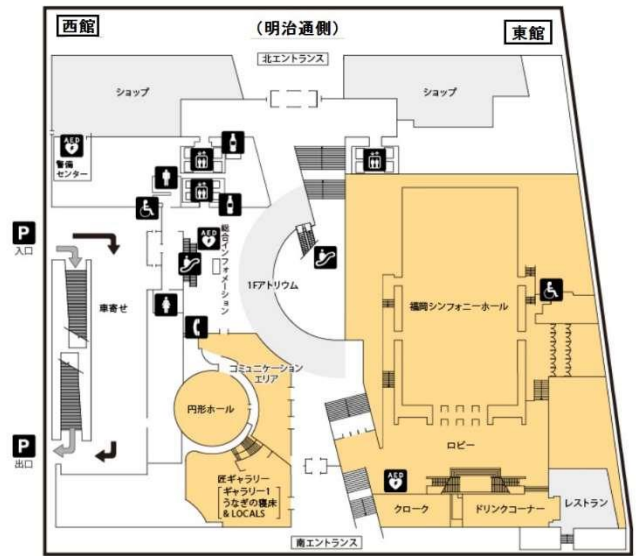 西館
(明治通側)
東館
北エントランス
ショップ
ショップ
AED
警備
センター
P
入口
AED
総合インフォメーション
1Fアトリウム
車寄せ
福岡シンフォニーホール
コミュニケーション
エリア
円形ホール
P
出口
ロビー
匠ギャラリー
ギャラリー1
うなぎの寝床
& LOCALS
AED
クローク
ドリンクコーナー
レストラン
南エントランス